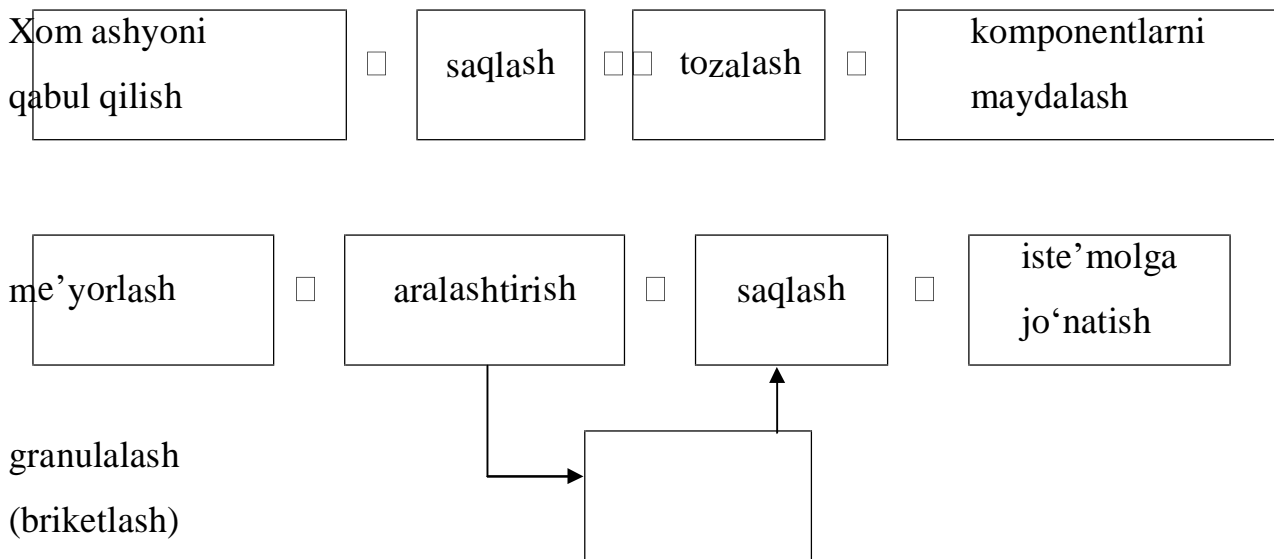 Xom ashyoni
qabul qilish
saqlash
tozalash
komponentlarni
maydalash
me’yorlash
aralashtirish
saqlash
iste’molga
jo‘natish
granulalash
(briketlash)